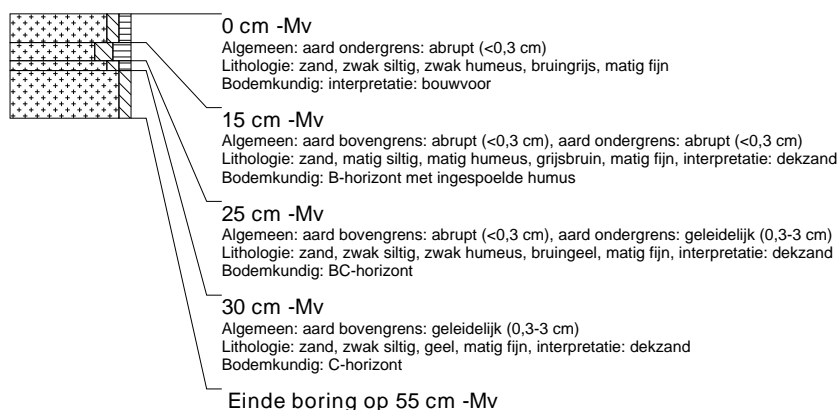 0 cm -Mv
Algemeen: aard ondergrens: abrupt (<0,3 cm)
Lithologie: zand, zwak siltig, zwak humeus, bruingrijs, matig fijn
Bodemkundig: interpretatie: bouwvoor
15 cm -Mv
Algemeen: aard bovengrens: abrupt (<0,3 cm), aard ondergrens: abrupt (<0,3 cm)
Lithologie: zand, matig siltig, matig humeus, grijsbruin, matig fijn, interpretatie: dekzand
Bodemkundig: B-horizont met ingespoelde humus
25 cm -Mv
Algemeen: aard bovengrens: abrupt (<0,3 cm), aard ondergrens: geleidelijk (0,3-3 cm)
Lithologie: zand, zwak siltig, zwak humeus, bruingeel, matig fijn, interpretatie: dekzand
Bodemkundig: BC-horizont
30 cm -Mv
Algemeen: aard bovengrens: geleidelijk (0,3-3 cm)
Lithologie: zand, zwak siltig, geel, matig fijn, interpretatie: dekzand
Bodemkundig: C-horizont
Einde boring op 55 cm -Mv